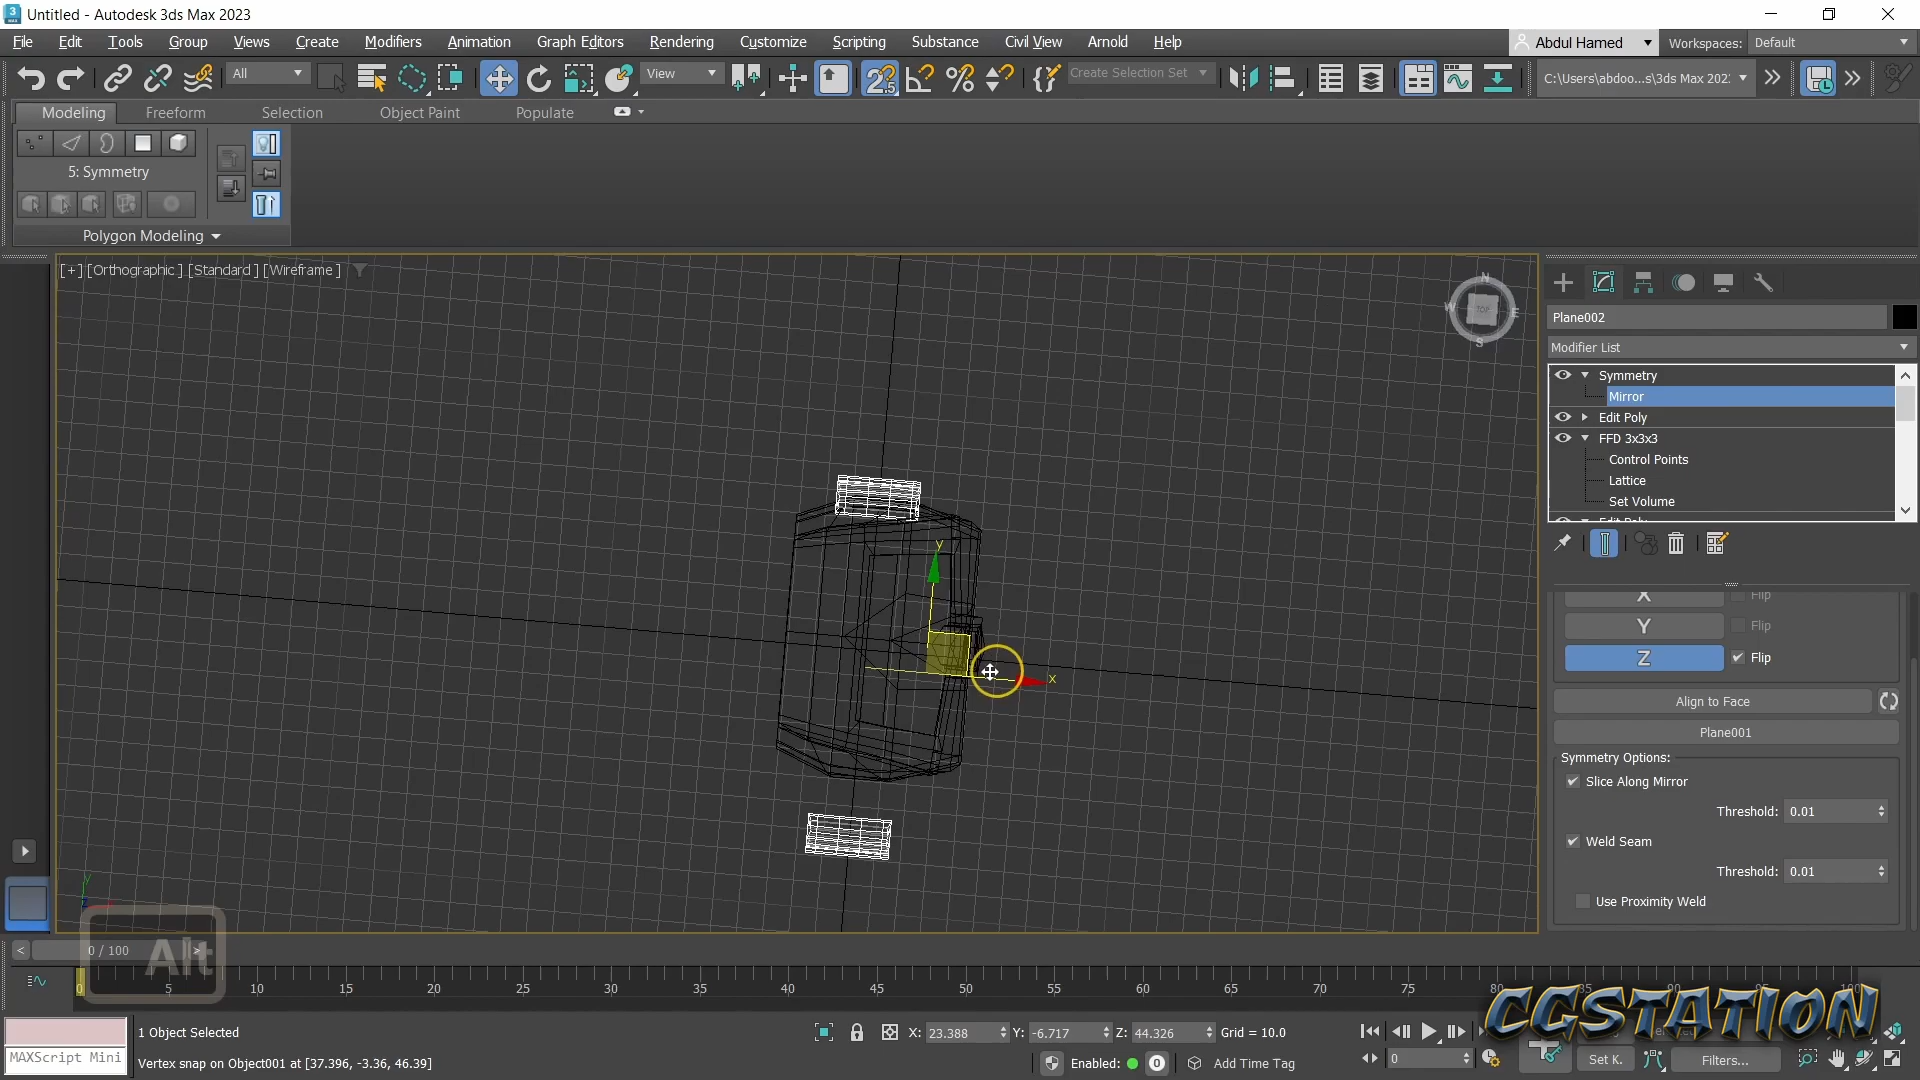 Untitled - Autodesk 3ds Max 2023
File Edit Tools Group Views Create Modifiers Animation Graph Editors Rendering Customize Scripting Substance Civil View Arnold Help
Abdul Hamed Workspaces: Default
All View Create Selection Set C:\Users\abdoo...s\3ds Max 202
Modeling Freeform Selection Object Paint Populate
5: Symmetry
Polygon Modeling
[+] [Orthographic ] [Standard ] [Wireframe ]
N
W TOP E
S
Plane002
Modifier List
Symmetry
Mirror
Edit Poly
FFD 3x3x3
Control Points
Lattice
Set Volume
Edit Poly
y
x
X Flip
Y Flip
Z Flip
Align to Face
Plane001
Symmetry Options:
Slice Along Mirror
Threshold: 0.01
Weld Seam
Threshold: 0.01
Use Proximity Weld
y
z
< 0 / 100 >
Alt
0 5 10 15 20 25 30 35 40 45 50 55 60 65 70 75 80 100
CGSTATION
1 Object Selected
X: 23.388 Y: -6.717 Z: 44.326 Grid = 10.0
MAXScript Mini
Vertex snap on Object001 at [37.396, -3.36, 46.39]
Enabled: 0 Add Time Tag
0
Set K. Filters...